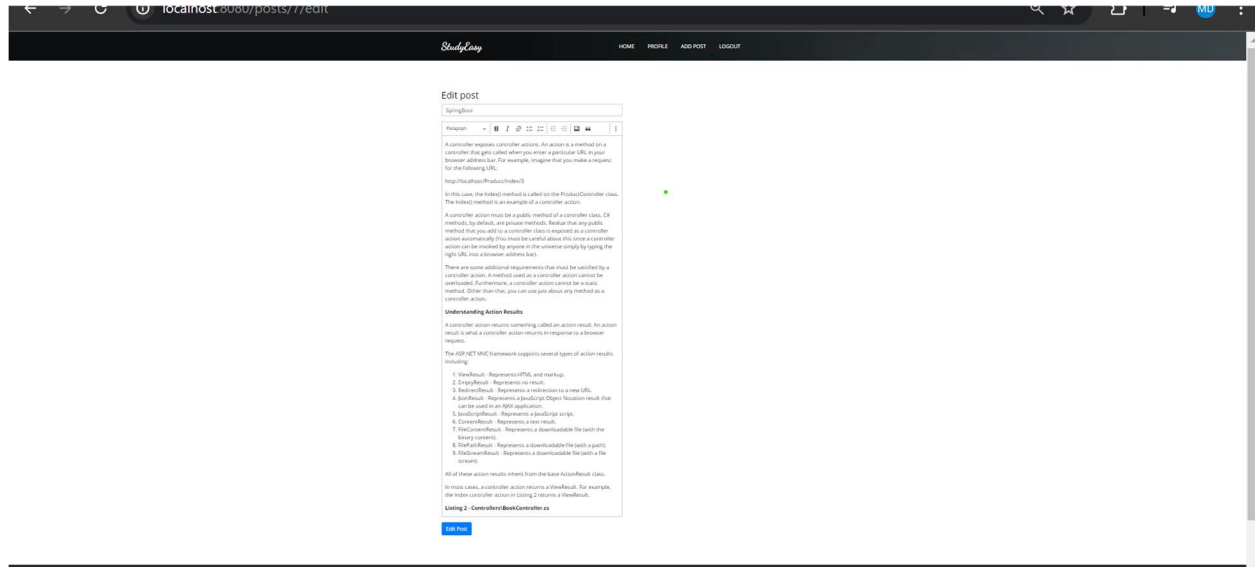 localhost:8080/posts/7/edit
MD
StudyEasy
HOME PROFILE ADD POST LOGOUT
Edit post
SpringBoot
Paragraph
A controller exposes controller actions. An action is a method on a
controller that gets called when you enter a particular URL in your
browser address bar. For example, imagine that you make a request
for the following URL:
http://localhost/Product/Index/3
In this case, the Index() method is called on the ProductController class.
The Index() method is an example of a controller action.
A controller action must be a public method of a controller class. C#
methods, by default, are private methods. Realize that any public
method that you add to a controller class is exposed as a controller
action automatically (You must be careful about this since a controller
action can be invoked by anyone in the universe simply by typing the
right URL into a browser address bar).
There are some additional requirements that must be satisfied by a
controller action. A method used as a controller action cannot be
overloaded. Furthermore, a controller action cannot be a static
method. Other than that, you can use just about any method as a
controller action.
Understanding Action Results
A controller action returns something called an action result. An action
result is what a controller action returns in response to a browser
request.
The ASP.NET MVC framework supports several types of action results
including:
1. ViewResult - Represents HTML and markup.
2. EmptyResult - Represents no result.
3. RedirectResult - Represents a redirection to a new URL.
4. JsonResult - Represents a JavaScript Object Notation result that
can be used in an AJAX application.
5. JavaScriptResult - Represents a JavaScript script.
6. ContentResult - Represents a text result.
7. FileContentResult - Represents a downloadable file (with the
binary content).
8. FilePathResult - Represents a downloadable file (with a path).
9. FileStreamResult - Represents a downloadable file (with a file
stream).
All of these action results inherit from the base ActionResult class.
In most cases, a controller action returns a ViewResult. For example,
the Index controller action in Listing 2 returns a ViewResult.
Listing 2 - Controllers\BookController.cs
Edit Post